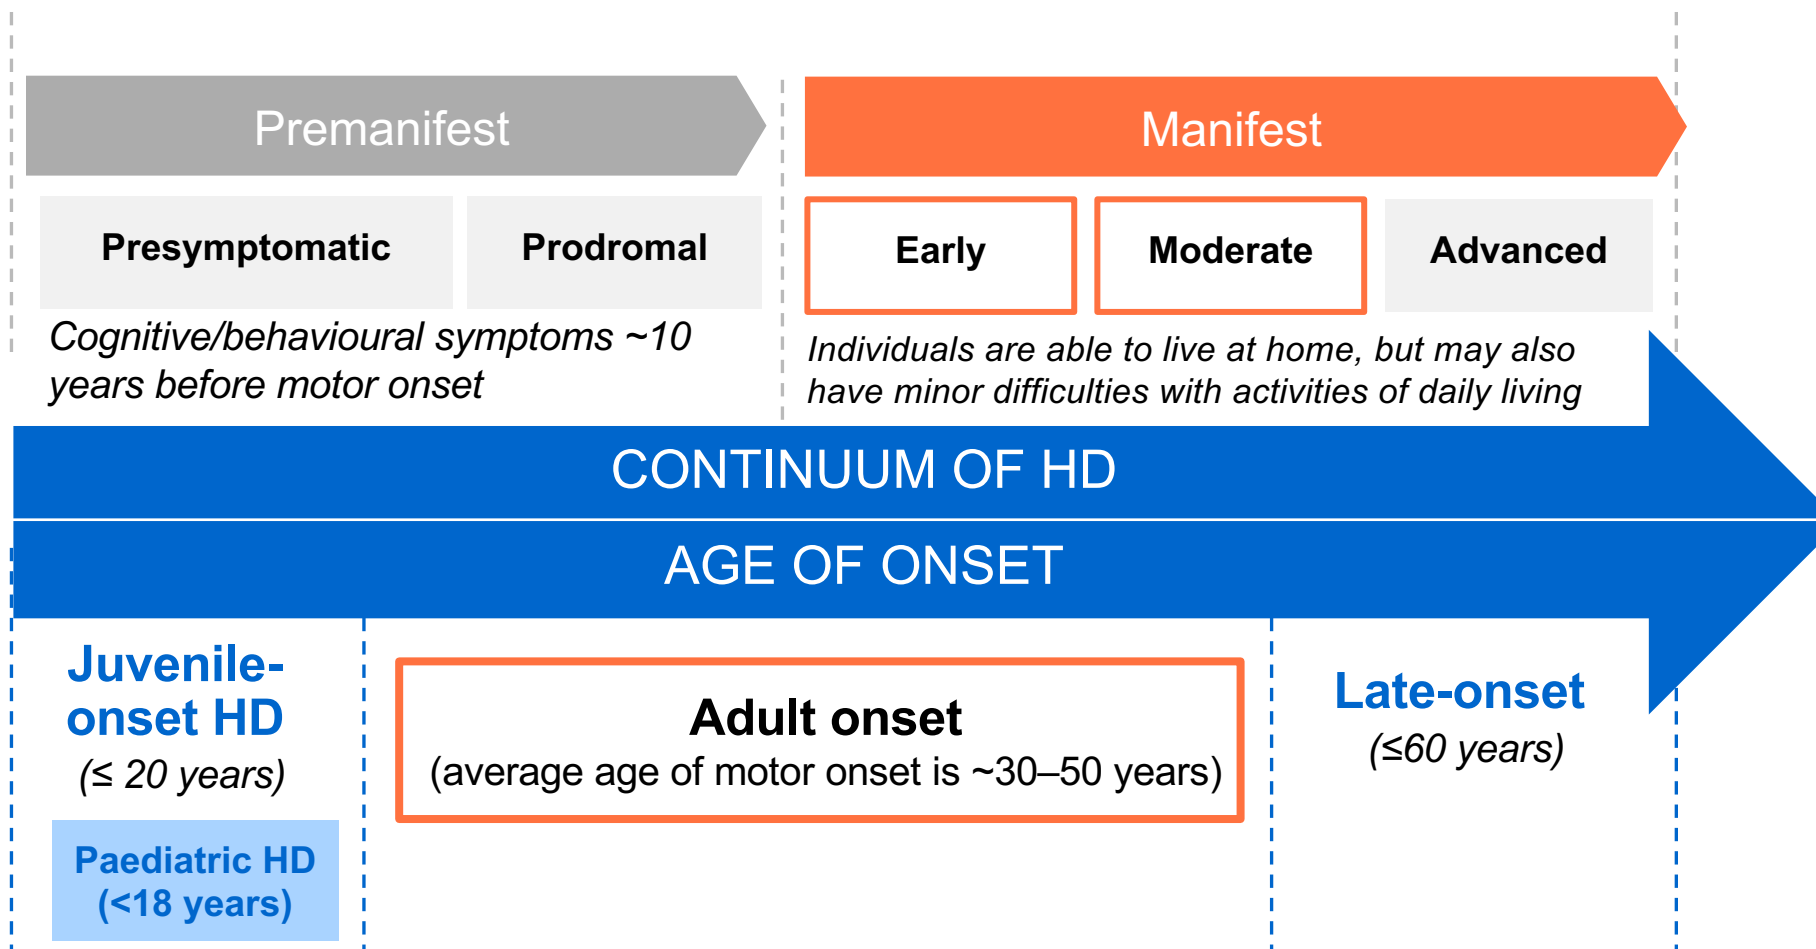 Premanifest
Manifest
Presymptomatic
Prodromal
Early
Moderate
Advanced
Cognitive/behavioural symptoms ~10
years before motor onset
Individuals are able to live at home, but may also
have minor difficulties with activities of daily living
CONTINUUM OF HD
AGE OF ONSET
Juvenile-
onset HD
(≤ 20 years)
Paediatric HD
(<18 years)
Adult onset
(average age of motor onset is ~30–50 years)
Late-onset
(≤60 years)